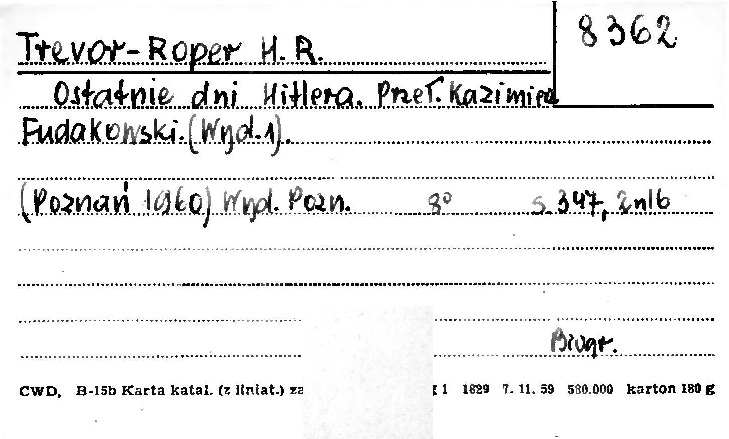 8362
Trevor-Roper H. R.
Ostatnie dni Hitlera. Przeł. Kazimierz
Fudakowski. (Wyd. 1).
(Poznań 1960) Wyd. Pozn. 8° s. 347, 2nlb
Biogr.
CWD, B-15b Karta katal. (z liniat.) za 1 1829 7. 11. 59 580.000 karton 180 g